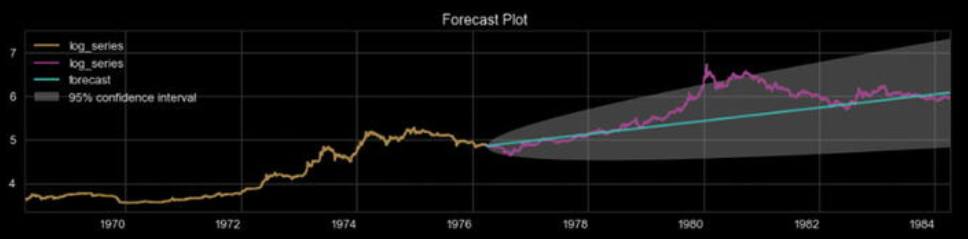 Forecast Plot
log_series
log_series
forecast
95% confidence interval
7
6
5
4
1970 1972 1974 1976 1978 1980 1982 1984